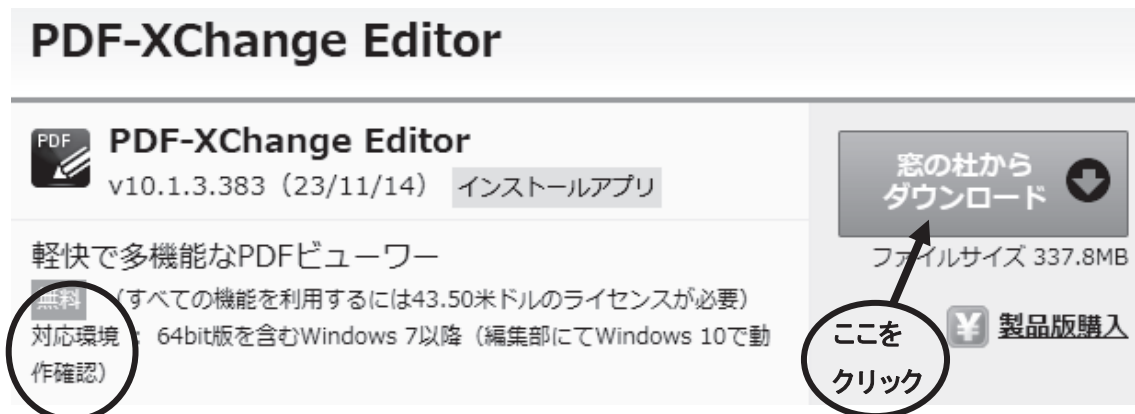 PDF-XChange Editor
PDF
PDF-XChange Editor
v10.1.3.383（23/11/14） インストールアプリ
窓の杜から
ダウンロード
ファイルサイズ 337.8MB
軽快で多機能なPDFビューワー
無料 （すべての機能を利用するには43.50米ドルのライセンスが必要）
対応環境 : 64bit版を含むWindows 7以降（編集部にてWindows 10で動
作確認）
ここを
クリック
¥ 製品版購入